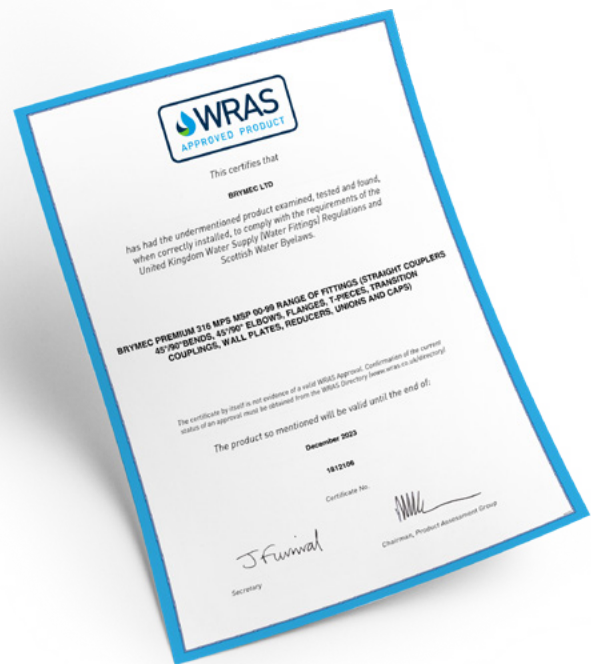 WRAS
APPROVED PRODUCT
This certifies that
BRYMEC LTD
has had the undermentioned product examined, tested and found,
when correctly installed, to comply with the requirements of the
United Kingdom Water Supply (Water Fittings) Regulations and
Scottish Water Byelaws.
BRYMEC PREMIUM 316 MPS MSP 00-99 RANGE OF FITTINGS (STRAIGHT COUPLERS
45°/90°BENDS, 45°/90° ELBOWS, FLANGES, T-PIECES, TRANSITION
COUPLINGS, WALL PLATES, REDUCERS, UNIONS AND CAPS)
The certificate by itself is not evidence of a valid WRAS Approval. Confirmation of the current
status of an approval must be obtained from the WRAS Directory (www.wras.co.uk/directory)
The product so mentioned will be valid until the end of:
December 2023
1812106
Certificate No.
J Furnival
Secretary
Chairman, Product Assessment Group